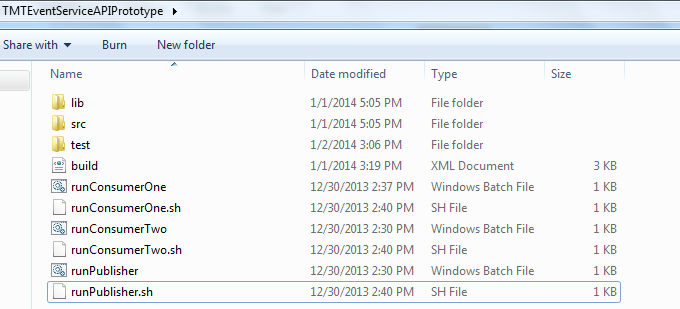 TMTEventServiceAPIPrototype
Share with Burn New folder
Name Date modified Type Size
lib 1/1/2014 5:05 PM File folder
src 1/1/2014 5:05 PM File folder
test 1/2/2014 3:06 PM File folder
build 1/1/2014 3:19 PM XML Document 3 KB
runConsumerOne 12/30/2013 2:37 PM Windows Batch File 1 KB
runConsumerOne.sh 12/30/2013 2:40 PM SH File 1 KB
runConsumerTwo 12/30/2013 2:30 PM Windows Batch File 1 KB
runConsumerTwo.sh 12/30/2013 2:40 PM SH File 1 KB
runPublisher 12/30/2013 2:30 PM Windows Batch File 1 KB
runPublisher.sh 12/30/2013 2:40 PM SH File 1 KB